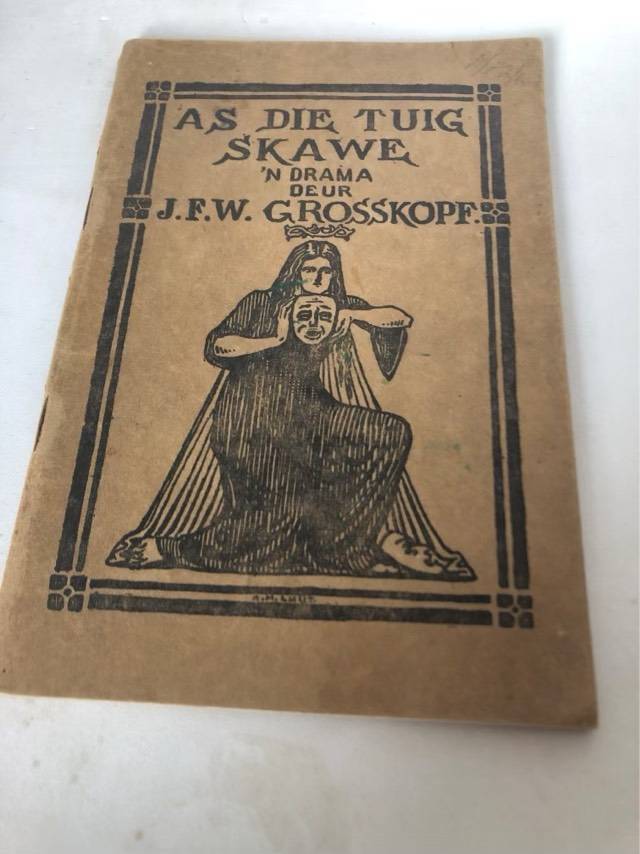 AS DIE TUIG
SKAWE
'N DRAMA
DEUR
J.F.W. GROSSKOPF.